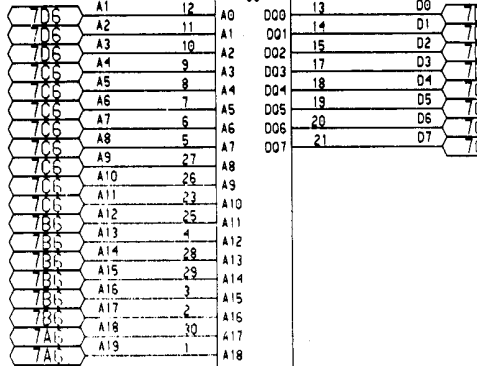 7D6 A1 12 A0 DQ0 13 D0
7D6 A2 11 A1 DQ1 14 D1
7D6 A3 10 A2 DQ2 15 D2
7C6 A4 9 A3 DQ3 17 D3
7C6 A5 8 A4 DQ4 18 D4
7C6 A6 7 A5 DQ5 19 D5
7C6 A7 6 A6 DQ6 20 D6
7C6 A8 5 A7 DQ7 21 D7
7C6 A9 27 A8
7C6 A10 26 A9
7C6 A11 23 A10
7B6 A12 25 A11
7B6 A13 4 A12
7B6 A14 28 A13
7B6 A15 29 A14
7B6 A16 3 A15
7B6 A17 2 A16
7A6 A18 30 A17
7A6 A19 1 A18